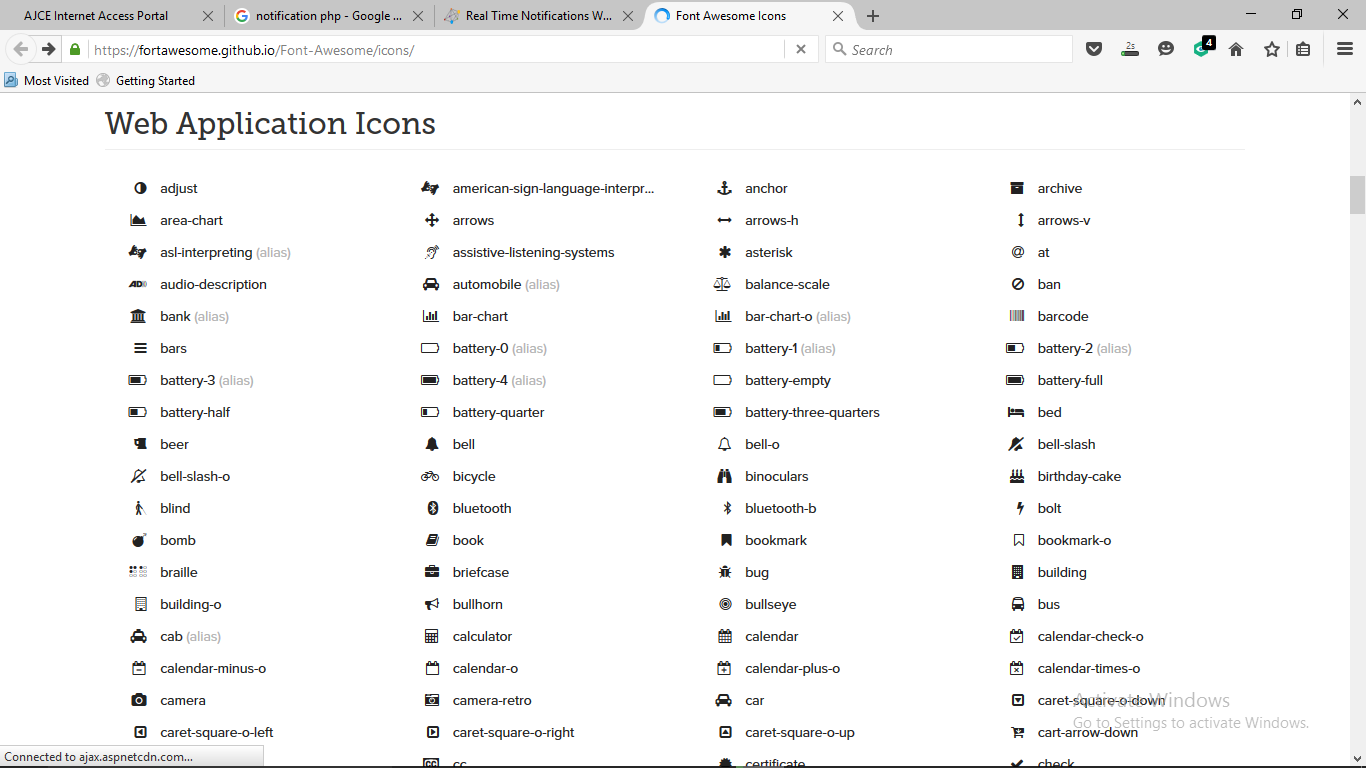 AJCE Internet Access Portal
notification php - Google ...
Real Time Notifications W...
Font Awesome Icons
https://fortawesome.github.io/Font-Awesome/icons/
Search
2s
4
Most Visited Getting Started
Web Application Icons
adjust american-sign-language-interpr... anchor archive
area-chart arrows arrows-h arrows-v
asl-interpreting (alias) assistive-listening-systems asterisk at
audio-description automobile (alias) balance-scale ban
bank (alias) bar-chart bar-chart-o (alias) barcode
bars battery-0 (alias) battery-1 (alias) battery-2 (alias)
battery-3 (alias) battery-4 (alias) battery-empty battery-full
battery-half battery-quarter battery-three-quarters bed
beer bell bell-o bell-slash
bell-slash-o bicycle binoculars birthday-cake
blind bluetooth bluetooth-b bolt
bomb book bookmark bookmark-o
braille briefcase bug building
building-o bullhorn bullseye bus
cab (alias) calculator calendar calendar-check-o
calendar-minus-o calendar-o calendar-plus-o calendar-times-o
camera camera-retro car caret-square-o-down
caret-square-o-left caret-square-o-right caret-square-o-up cart-arrow-down
cc certificate check
Activate Windows
Go to Settings to activate Windows.
Connected to ajax.aspnetcdn.com...